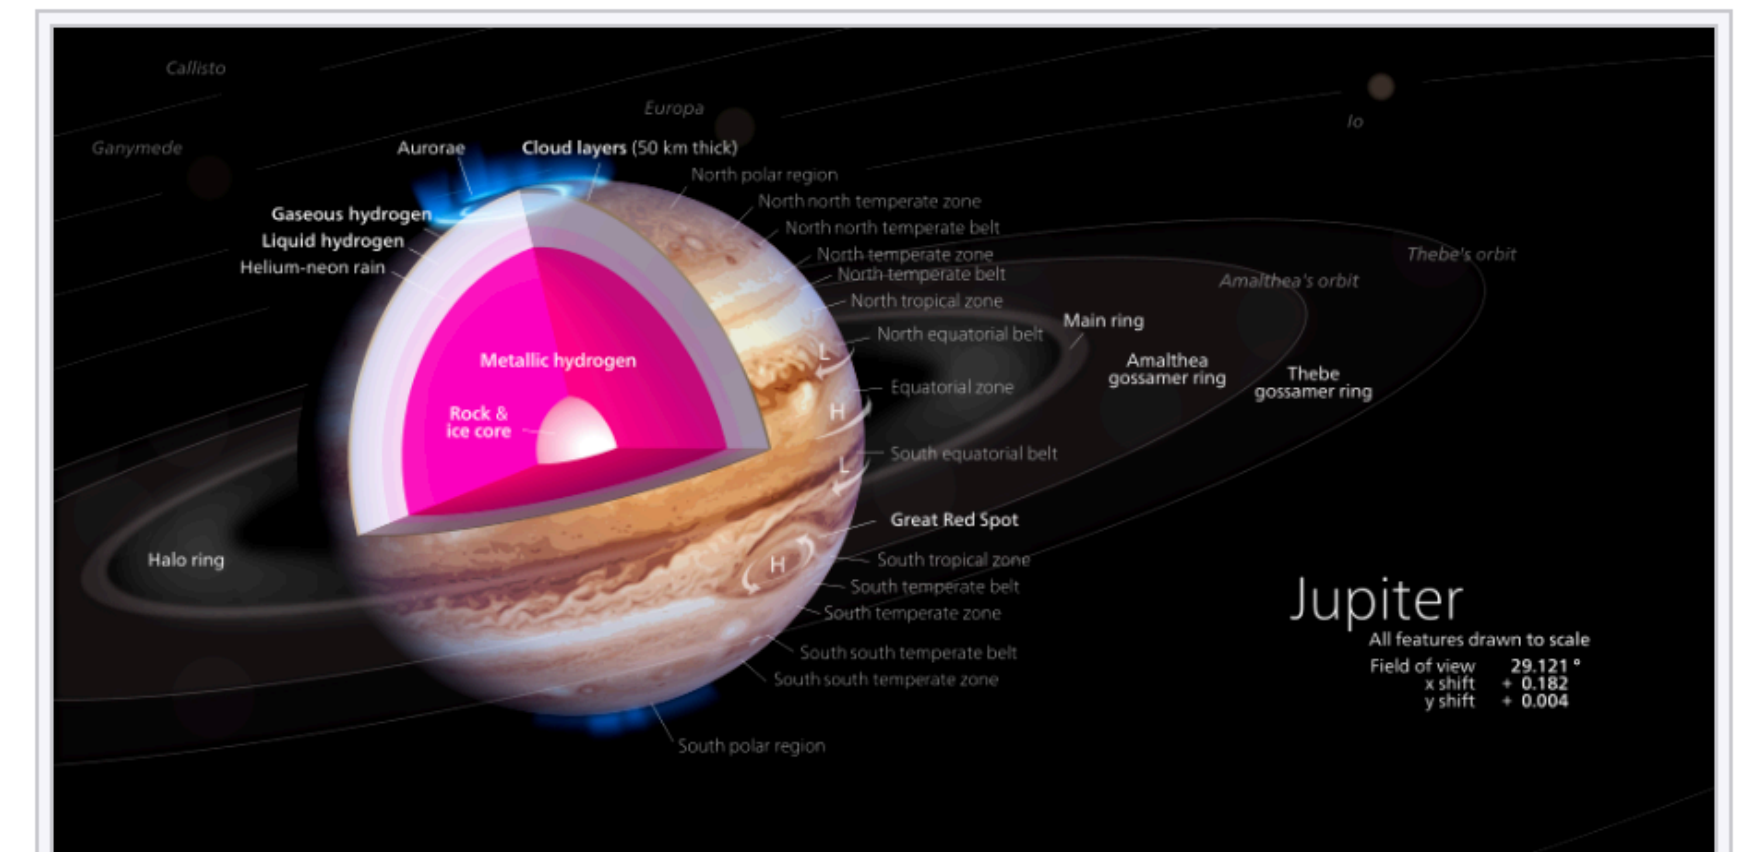 Callisto
Europa
Io
Ganymede
Aurorae
Cloud layers (50 km thick)
North polar region
North north temperate zone
Gaseous hydrogen
North north temperate belt
Liquid hydrogen
North temperate zone
Thebe's orbit
Helium-neon rain
North temperate belt
Amalthea's orbit
North tropical zone
Main ring
North equatorial belt
L
Metallic hydrogen
Amalthea
gossamer ring
Thebe
gossamer ring
Equatorial zone
H
Rock &
ice core
South equatorial belt
L
Great Red Spot
Halo ring
South tropical zone
H
South temperate belt
South temperate zone
Jupiter
All features drawn to scale
South south temperate belt
Field of view 29.121 °
South south temperate zone
x shift + 0.182
y shift + 0.004
South polar region